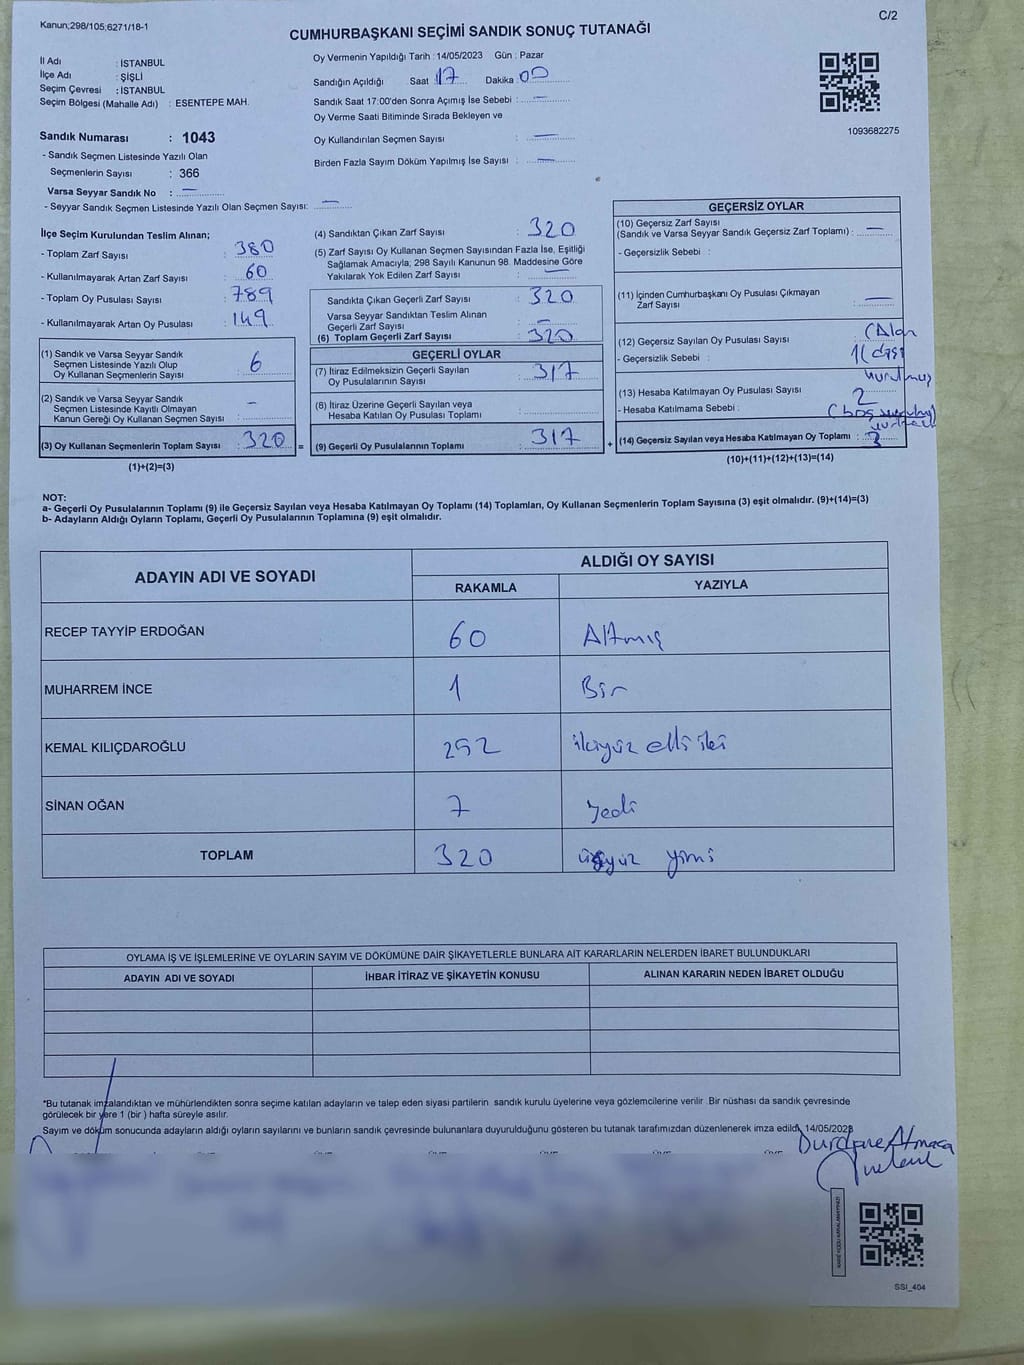 Kanun;298/105;6271/18-1
C/2
CUMHURBAŞKANI SEÇİMİ SANDIK SONUÇ TUTANAĞI
İl Adı : İSTANBUL
İlçe Adı : ŞİŞLİ
Seçim Çevresi : İSTANBUL
Seçim Bölgesi (Mahalle Adı) : ESENTEPE MAH.
Sandık Numarası : 1043
- Sandık Seçmen Listesinde Yazılı Olan
Seçmenlerin Sayısı : 366
Varsa Seyyar Sandık No : —
- Seyyar Sandık Seçmen Listesinde Yazılı Olan Seçmen Sayısı: —
Oy Vermenin Yapıldığı Tarih : 14/05/2023 Gün : Pazar
Sandığın Açıldığı Saat 17 Dakika 00
Sandık Saat 17:00'den Sonra Açımış İse Sebebi : —
Oy Verme Saati Bitiminde Sırada Bekleyen ve
Oy Kullandırılan Seçmen Sayısı : —
Birden Fazla Sayım Döküm Yapılmış İse Sayısı : —
1093682275
İlçe Seçim Kurulundan Teslim Alınan;
- Toplam Zarf Sayısı : 380
- Kullanılmayarak Artan Zarf Sayısı : 60
- Toplam Oy Pusulası Sayısı : 789
- Kullanılmayarak Artan Oy Pusulası : 149
(1) Sandık ve Varsa Seyyar Sandık
Seçmen Listesinde Yazılı Olup
Oy Kullanan Seçmenlerin Sayısı : 6
(2) Sandık ve Varsa Seyyar Sandık
Seçmen Listesinde Kayıtlı Olmayan
Kanun Gereği Oy Kullanan Seçmen Sayısı : —
(3) Oy Kullanan Seçmenlerin Toplam Sayısı : 320 =
(1)+(2)=(3)
(4) Sandıktan Çıkan Zarf Sayısı : 320
(5) Zarf Sayısı Oy Kullanan Seçmen Sayısından Fazla İse, Eşitliği
Sağlamak Amacıyla; 298 Sayılı Kanunun 98. Maddesine Göre
Yakılarak Yok Edilen Zarf Sayısı : —
Sandıkta Çıkan Geçerli Zarf Sayısı : 320
Varsa Seyyar Sandıktan Teslim Alınan
Geçerli Zarf Sayısı : —
(6) Toplam Geçerli Zarf Sayısı : 320
GEÇERLİ OYLAR
(7) İtiraz Edilmeksizin Geçerli Sayılan
Oy Pusulalarının Sayısı : 317
(8) İtiraz Üzerine Geçerli Sayılan veya
Hesaba Katılan Oy Pusulası Toplamı :
(9) Geçerli Oy Pusulalarının Toplamı : 317 +
GEÇERSİZ OYLAR
(10) Geçersiz Zarf Sayısı
(Sandık ve Varsa Seyyar Sandık Geçersiz Zarf Toplamı) : —
- Geçersizlik Sebebi :
(11) İçinden Cumhurbaşkanı Oy Pusulası Çıkmayan
Zarf Sayısı : —
(12) Geçersiz Sayılan Oy Pusulası Sayısı : 1 (Alan
- Geçersizlik Sebebi : dışı
vurulmuş
(13) Hesaba Katılmayan Oy Pusulası Sayısı : 2
- Hesaba Katılmama Sebebi : (boş
(14) Geçersiz Sayılan veya Hesaba Katılmayan Oy Toplamı : 3
(10)+(11)+(12)+(13)=(14)
NOT:
a- Geçerli Oy Pusulalarının Toplamı (9) ile Geçersiz Sayılan veya Hesaba Katılmayan Oy Toplamı (14) Toplamları, Oy Kullanan Seçmenlerin Toplam Sayısına (3) eşit olmalıdır. (9)+(14)=(3)
b- Adayların Aldığı Oyların Toplamı, Geçerli Oy Pusulalarının Toplamına (9) eşit olmalıdır.
ADAYIN ADI VE SOYADI
ALDIĞI OY SAYISI
RAKAMLA YAZIYLA
RECEP TAYYİP ERDOĞAN 60 Altmış
MUHARREM İNCE 1 Bir
KEMAL KILIÇDAROĞLU 252 ikiyüz elli iki
SİNAN OĞAN 7 Yedi
TOPLAM 320 üçyüz yirmi
OYLAMA İŞ VE İŞLEMLERİNE VE OYLARIN SAYIM VE DÖKÜMÜNE DAİR ŞİKAYETLERLE BUNLARA AİT KARARLARIN NELERDEN İBARET BULUNDUKLARI
ADAYIN ADI VE SOYADI İHBAR İTİRAZ VE ŞİKAYETİN KONUSU ALINAN KARARIN NEDEN İBARET OLDUĞU
*Bu tutanak imzalandıktan ve mühürlendikten sonra seçime katılan adayların ve talep eden siyasi partilerin sandık kurulu üyelerine veya gözlemcilerine verilir .Bir nüshası da sandık çevresinde
görülecek bir yere 1 (bir ) hafta süreyle asılır.
Sayım ve döküm sonucunda adayların aldığı oyların sayılarını ve bunların sandık çevresinde bulunanlara duyurulduğunu gösteren bu tutanak tarafımızdan düzenlenerek imza edildi. 14/05/2023
Durdane Atmaca
SSI_404